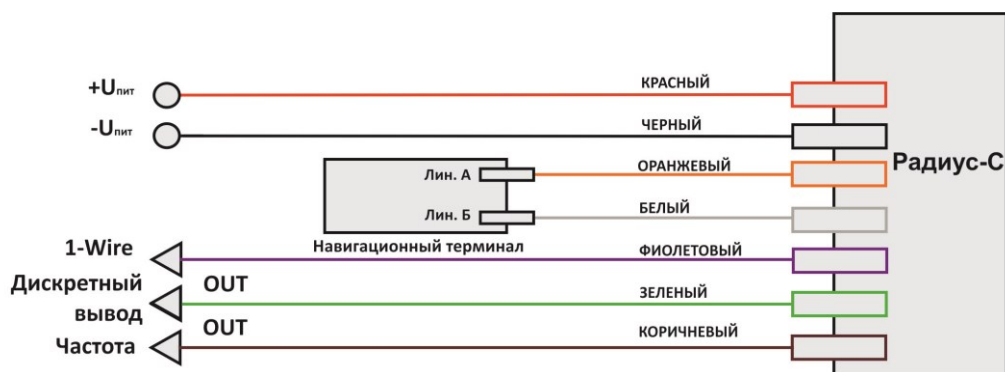 +Uпит
КРАСНЫЙ
-Uпит
ЧЕРНЫЙ
Лин. А
ОРАНЖЕВЫЙ
Радиус-С
Лин. Б
БЕЛЫЙ
Навигационный терминал
1-Wire
ФИОЛЕТОВЫЙ
Дискретный
вывод
OUT
ЗЕЛЕНЫЙ
Частота
OUT
КОРИЧНЕВЫЙ